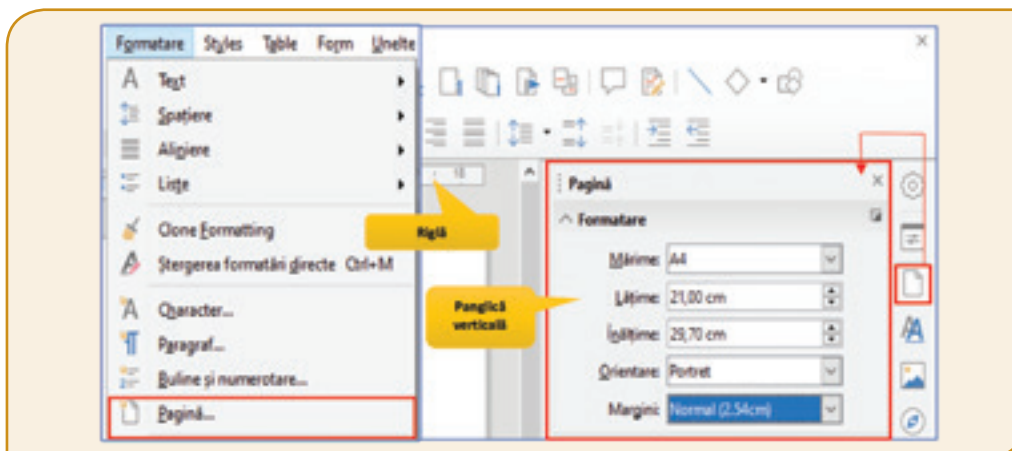 Formatare Styles Table Form Unelte
Text
Spațiere
Aliniere
Liste
Clone Formatting
Ștergerea formatări directe Ctrl+M
Character...
Paragraf...
Buline și numerotare...
Pagină...
18
Riglă
Panglică
verticală
Pagină
Formatare
Mărime: A4
Lățime: 21,00 cm
Înălțime: 29,70 cm
Orientare: Portret
Margini: Normal (2.54cm)